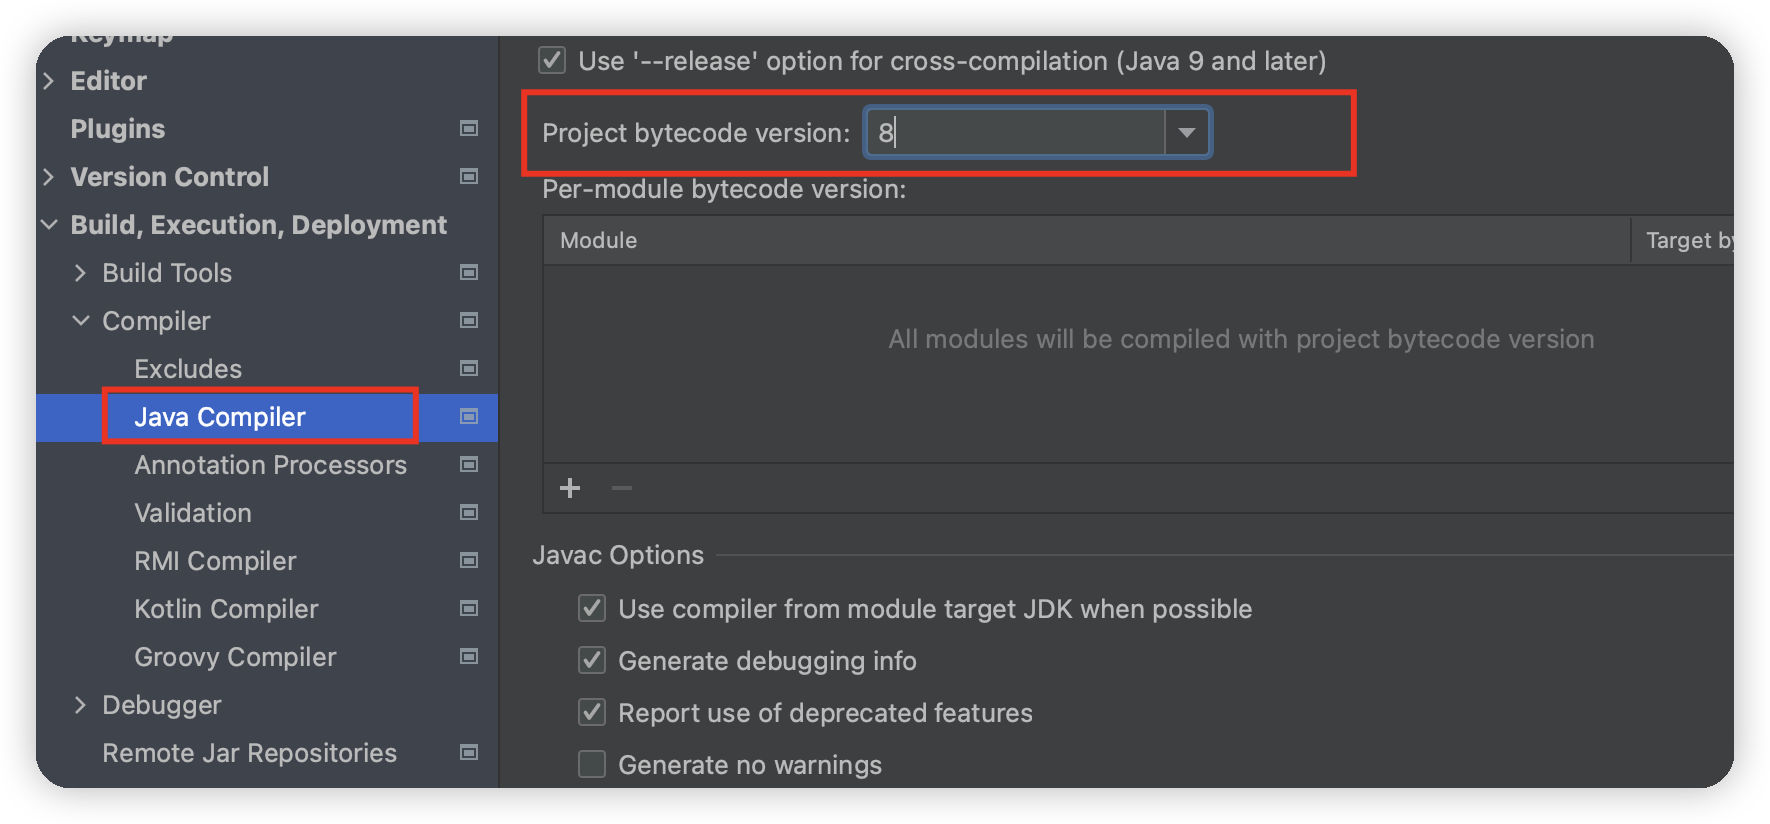 Keymap
Editor
Plugins
Version Control
Build, Execution, Deployment
Build Tools
Compiler
Excludes
Java Compiler
Annotation Processors
Validation
RMI Compiler
Kotlin Compiler
Groovy Compiler
Debugger
Remote Jar Repositories
Use '--release' option for cross-compilation (Java 9 and later)
Project bytecode version: 8
Per-module bytecode version:
Module Target by
All modules will be compiled with project bytecode version
Javac Options
Use compiler from module target JDK when possible
Generate debugging info
Report use of deprecated features
Generate no warnings